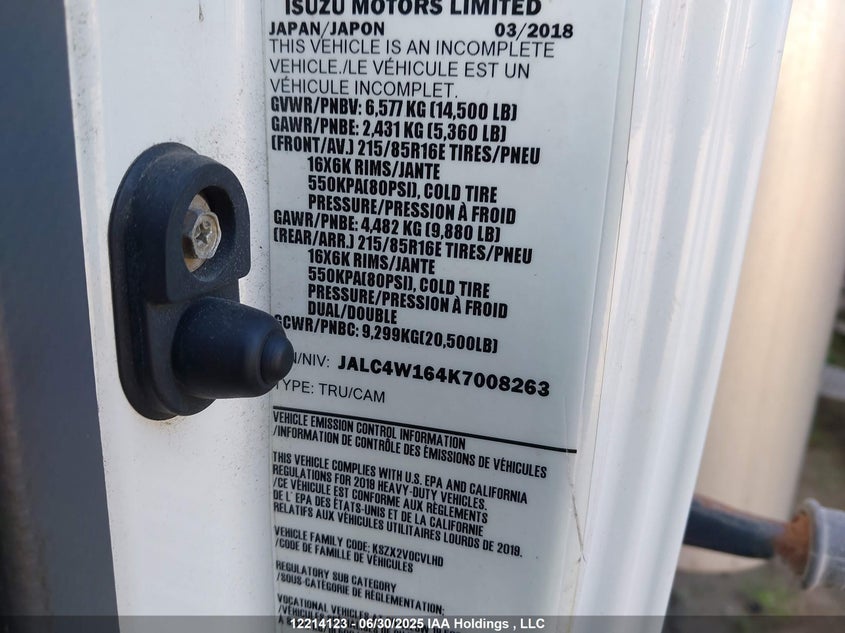 ISUZU MOTORS LIMITED
JAPAN/JAPON 03/2018
THIS VEHICLE IS AN INCOMPLETE
VEHICLE./LE VÉHICULE EST UN
VÉHICULE INCOMPLET.
GVWR/PNBV: 6,577 KG (14,500 LB)
GAWR/PNBE: 2,431 KG (5,360 LB)
(FRONT/AV.) 215/85R16E TIRES/PNEU
16X6K RIMS/JANTE
550KPA(80PSI), COLD TIRE
PRESSURE/PRESSION À FROID
GAWR/PNBE: 4,482 KG (9,880 LB)
(REAR/ARR.) 215/85R16E TIRES/PNEU
16X6K RIMS/JANTE
550KPA(80PSI), COLD TIRE
PRESSURE/PRESSION À FROID
DUAL/DOUBLE
GCWR/PNBC: 9,299KG(20,500LB)
N/NIV: JALC4W164K7008263
TYPE: TRU/CAM
VEHICLE EMISSION CONTROL INFORMATION
/INFORMATION DE CONTRÔLE DES ÉMISSIONS DE VÉHICULES
THIS VEHICLE COMPLIES WITH U.S. EPA AND CALIFORNIA
REGULATIONS FOR 2019 HEAVY-DUTY VEHICLES.
/CE VÉHICULE EST CONFORME AUX RÈGLEMENTS
DE L' EPA DES ÉTATS-UNIS ET DE LA CALIFORNIE
RELATIFS AUX VÉHICULES UTILITAIRES LOURDS DE 2019.
VEHICLE FAMILY CODE: KSZX2VOCVLHD
/CODE DE FAMILLE DE VÉHICULES
REGULATORY SUB CATEGORY
/SOUS-CATÉGORIE DE RÉGLEMENTATION:
VOCATIONAL VEHICLES
/VÉHICULES
12214123 - 06/30/2025 IAA Holdings , LLC